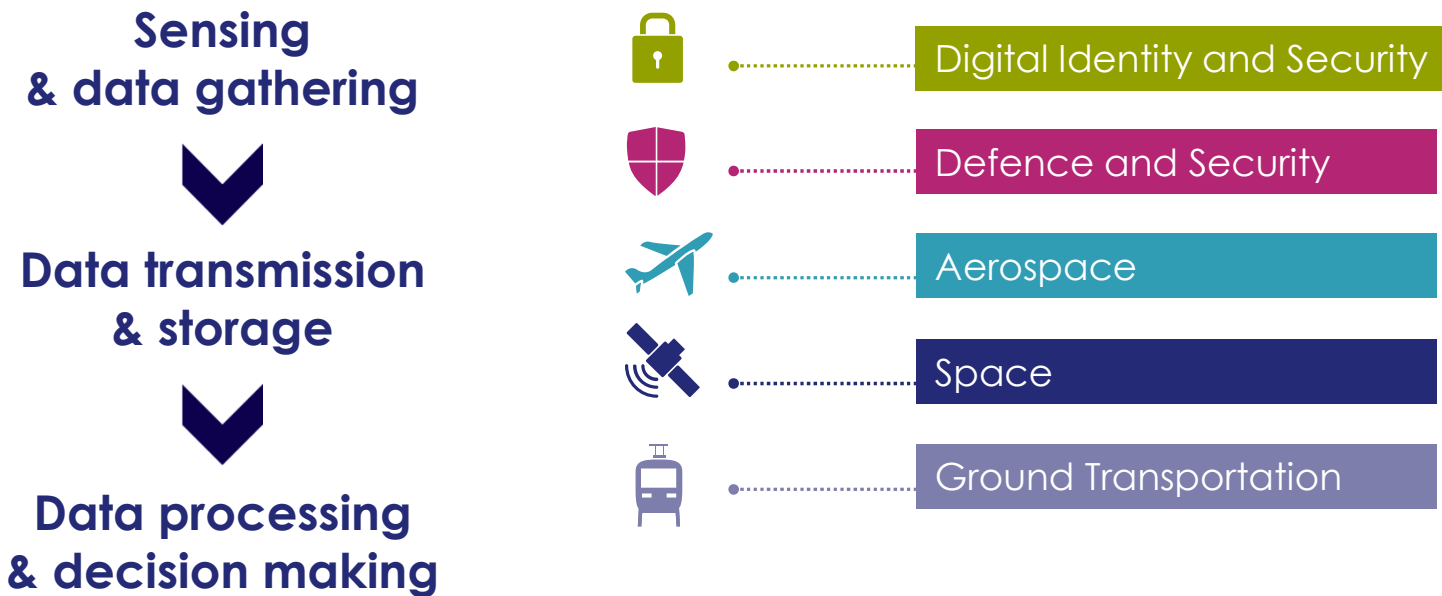 Sensing
& data gathering
Data transmission
& storage
Data processing
& decision making
Digital Identity and Security
Defence and Security
Aerospace
Space
Ground Transportation